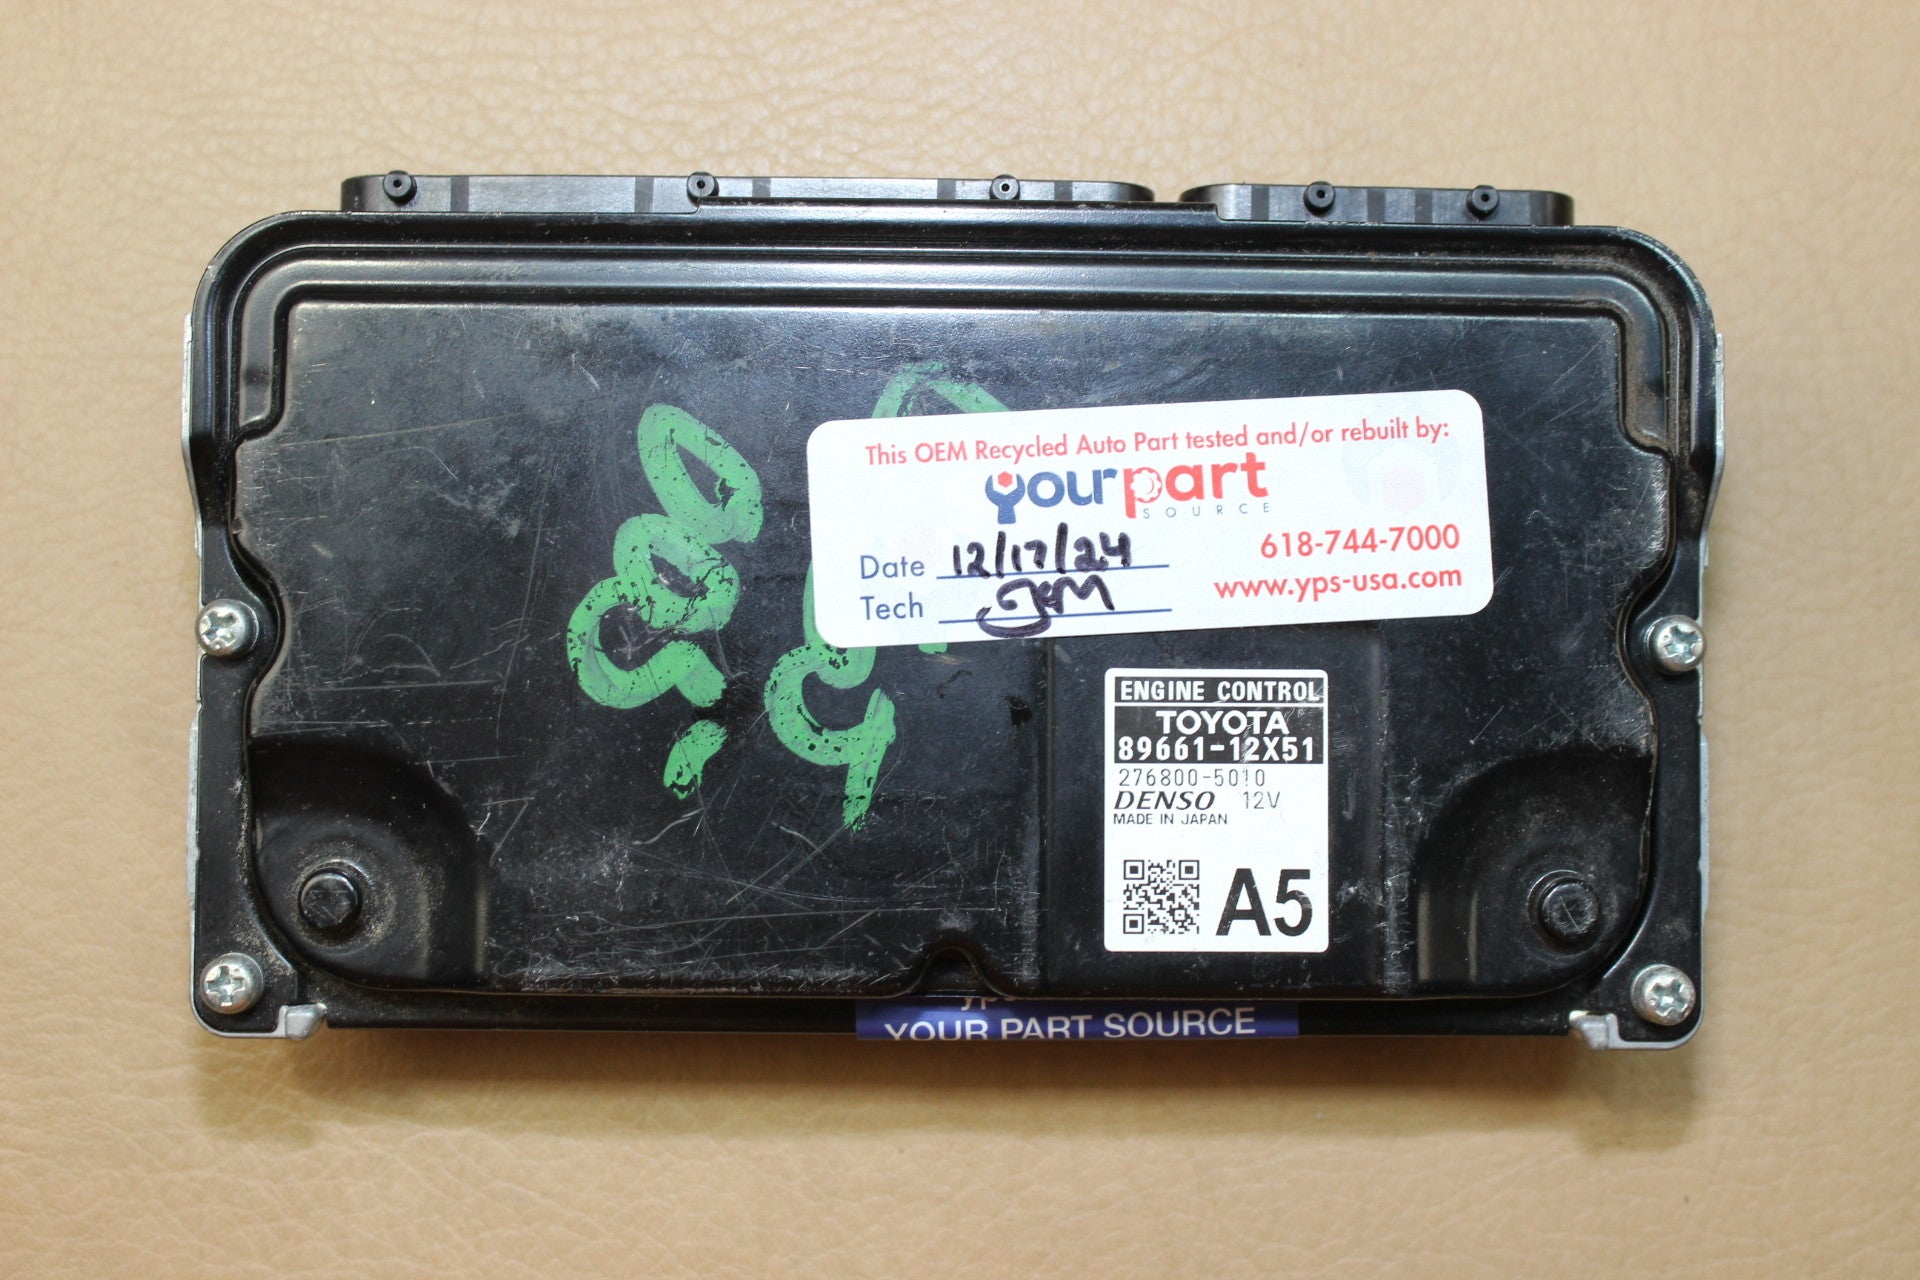 This OEM Recycled Auto Part tested and/or rebuilt by:
yourpart
SOURCE
Date 12/17/24
618-744-7000
Tech
www.yps-usa.com
ENGINE CONTROL
TOYOTA
89661-12X51
276800-5010
DENSO 12V
MADE IN JAPAN
A5
YOUR PART SOURCE